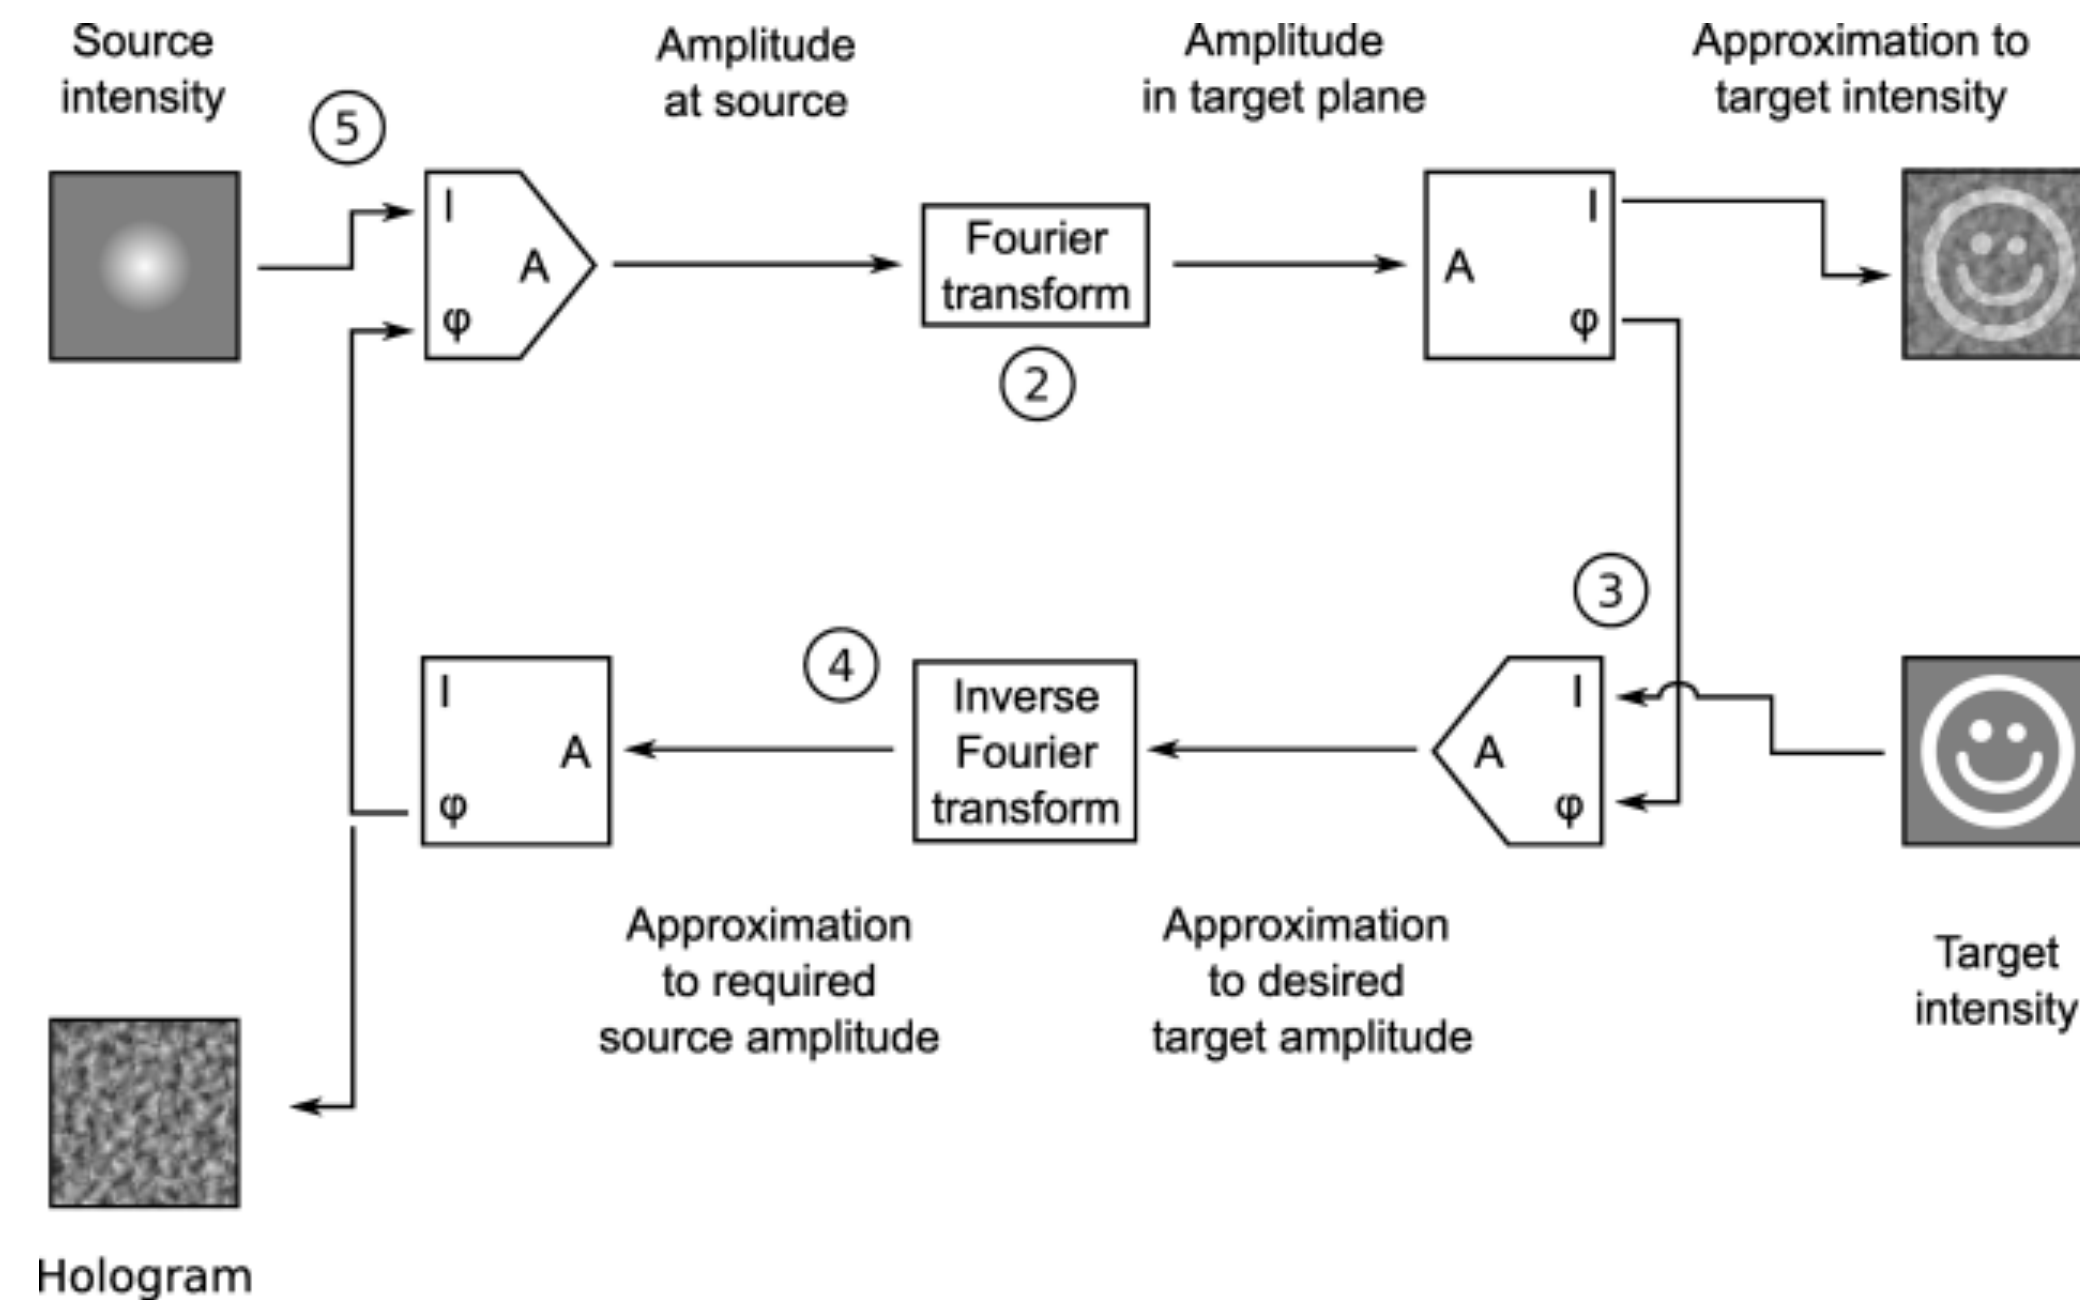 Source
intensity
5
Amplitude
at source
Amplitude
in target plane
Approximation to
target intensity
I
A
φ
Fourier
transform
2
A
I
φ
3
4
I
A
φ
Inverse
Fourier
transform
I
A
φ
Approximation
to required
source amplitude
Approximation
to desired
target amplitude
Target
intensity
Hologram